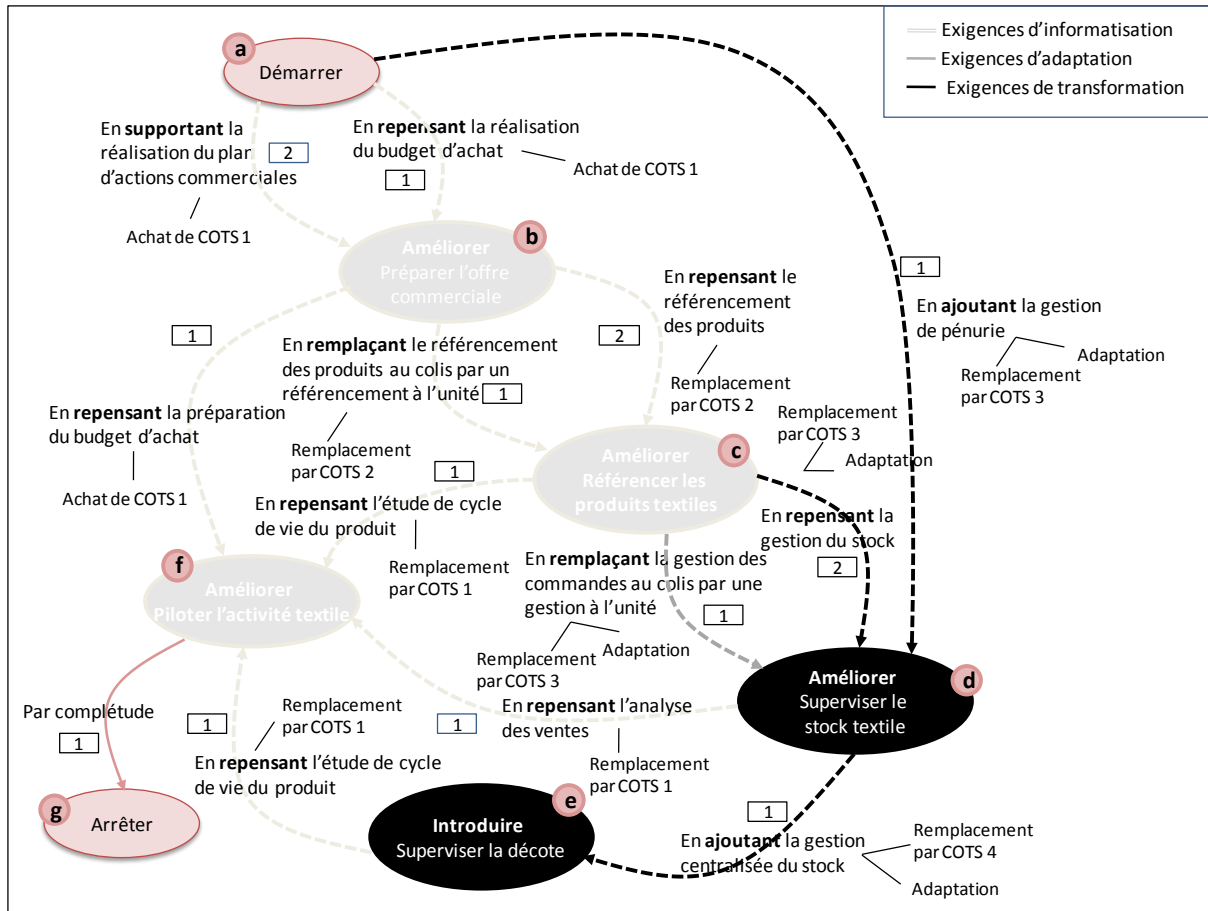 Exigences d'informatisation
Exigences d'adaptation
Exigences de transformation
a
Démarrer
En supportant la
réalisation du plan
d'actions commerciales
2
Achat de COTS 1
En repensant la réalisation
du budget d'achat
1
Achat de COTS 1
b
Améliorer
Préparer l'offre
commerciale
1
En ajoutant la gestion
de pénurie
Adaptation
Remplacement
par COTS 3
1
En repensant la préparation
du budget d'achat
Achat de COTS 1
En remplaçant le référencement
des produits au colis par un
référencement à l'unité
1
Remplacement
par COTS 2
2
En repensant le
référencement
des produits
Remplacement
par COTS 2
c
Améliorer
Référencer les
produits textiles
Remplacement
par COTS 3
Adaptation
En repensant la
gestion du stock
2
1
En repensant l'étude de cycle
de vie du produit
Remplacement
par COTS 1
En remplaçant la gestion des
commandes au colis par une
gestion à l'unité
1
Adaptation
Remplacement
par COTS 3
f
Améliorer
Piloter l'activité textile
d
Améliorer
Superviser le
stock textile
Par complétude
1
1
Remplacement
par COTS 1
En repensant l'étude de cycle
de vie du produit
1
En repensant l'analyse
des ventes
Remplacement
par COTS 1
g
Arrêter
e
Introduire
Superviser la décote
1
En ajoutant la gestion
centralisée du stock
Remplacement
par COTS 4
Adaptation